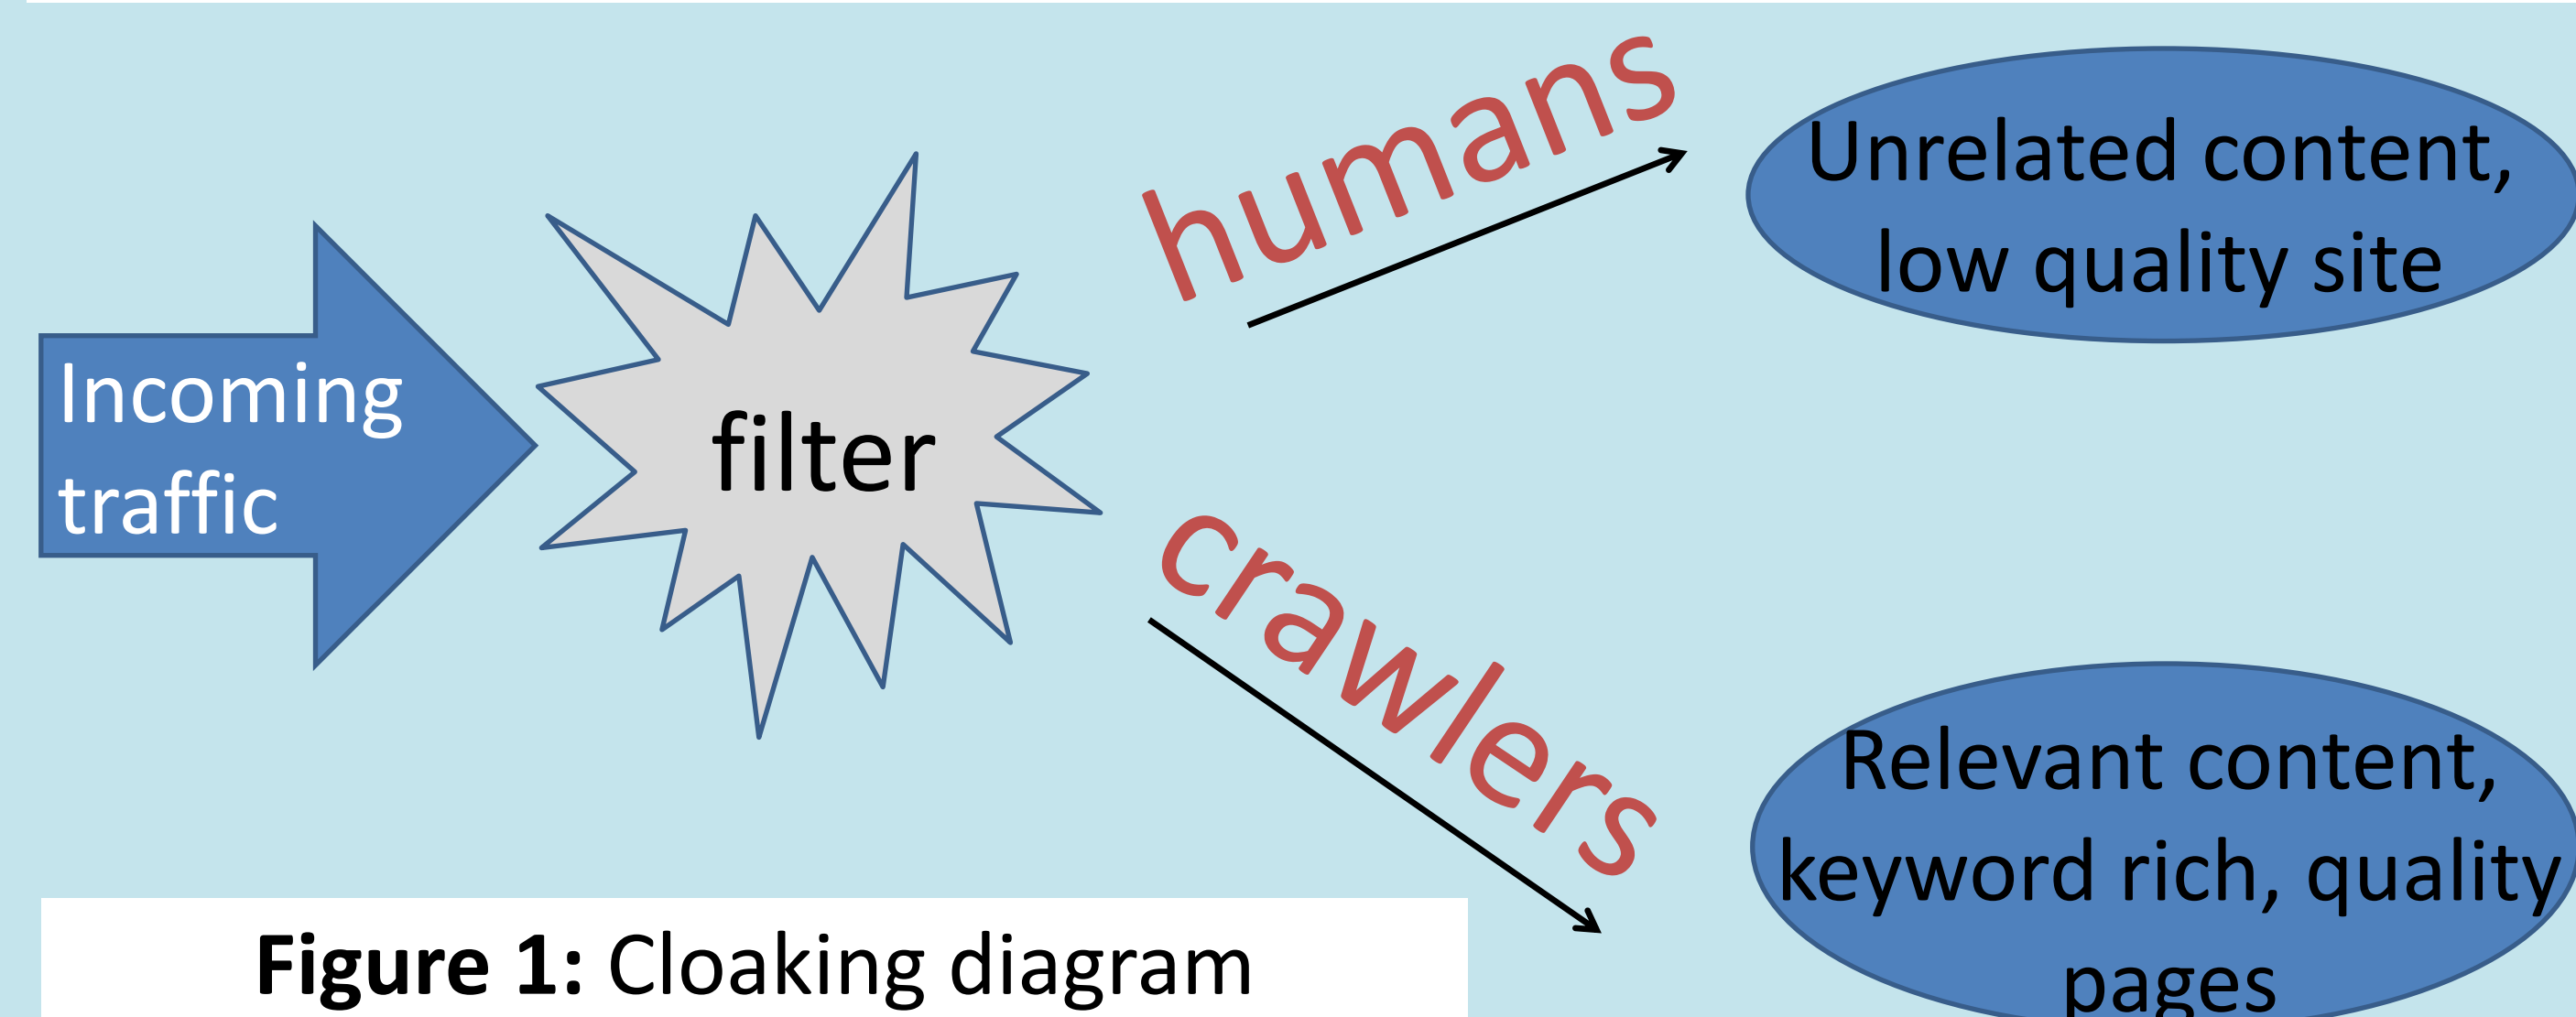 humans
Unrelated content,
low quality site
Incoming
traffic
filter
crawlers
Relevant content,
keyword rich, quality
pages
Figure 1: Cloaking diagram